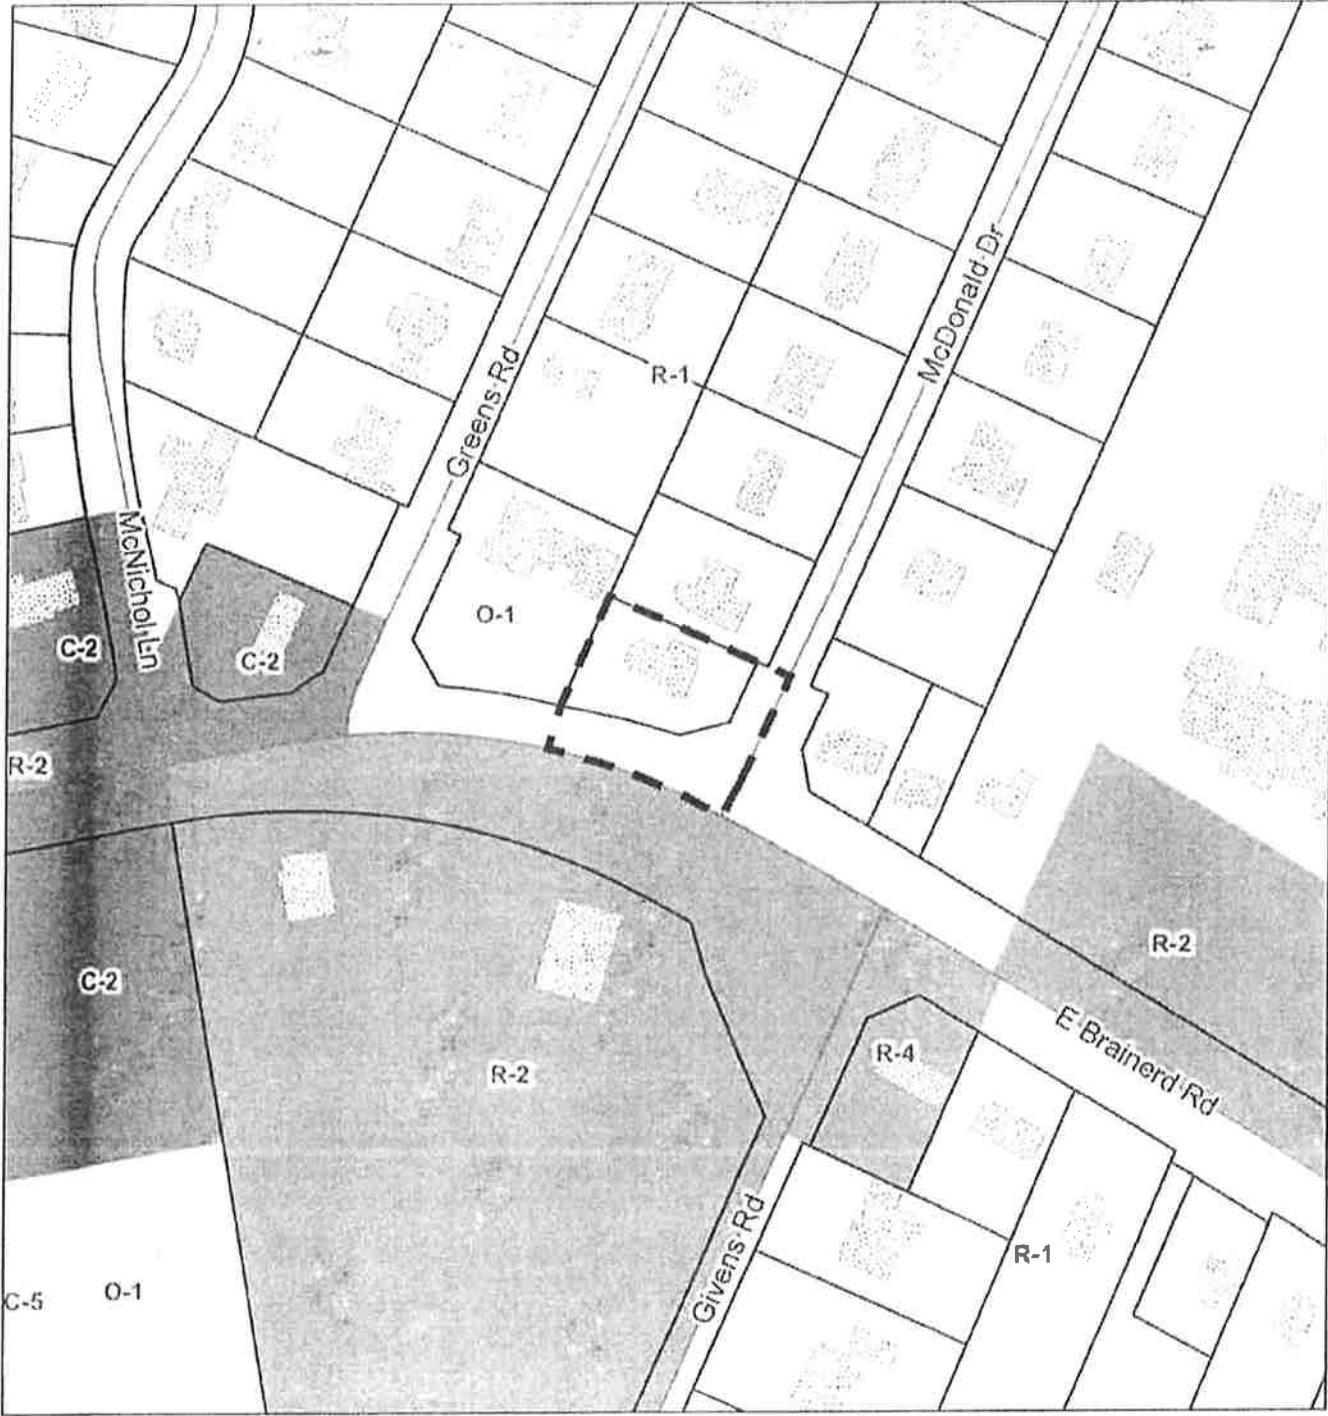 McDonald Dr
R-1
Greens Rd
McNichol Ln
O-1
C-2
C-2
R-2
R-2
C-2
E Brainerd Rd
R-4
R-2
Givens Rd
R-1
C-5
O-1